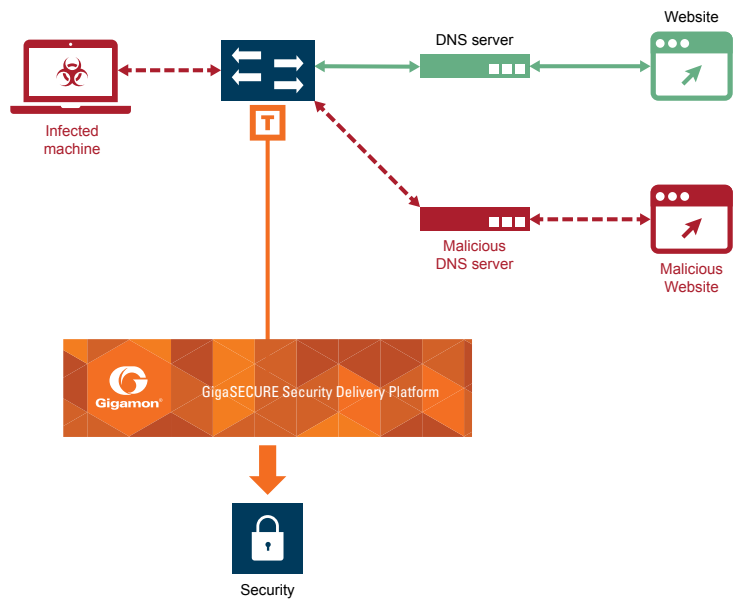 Website
DNS server
T
Infected
machine
Malicious
DNS server
Malicious
Website
Gigamon®
GigaSECURE Security Delivery Platform
Security